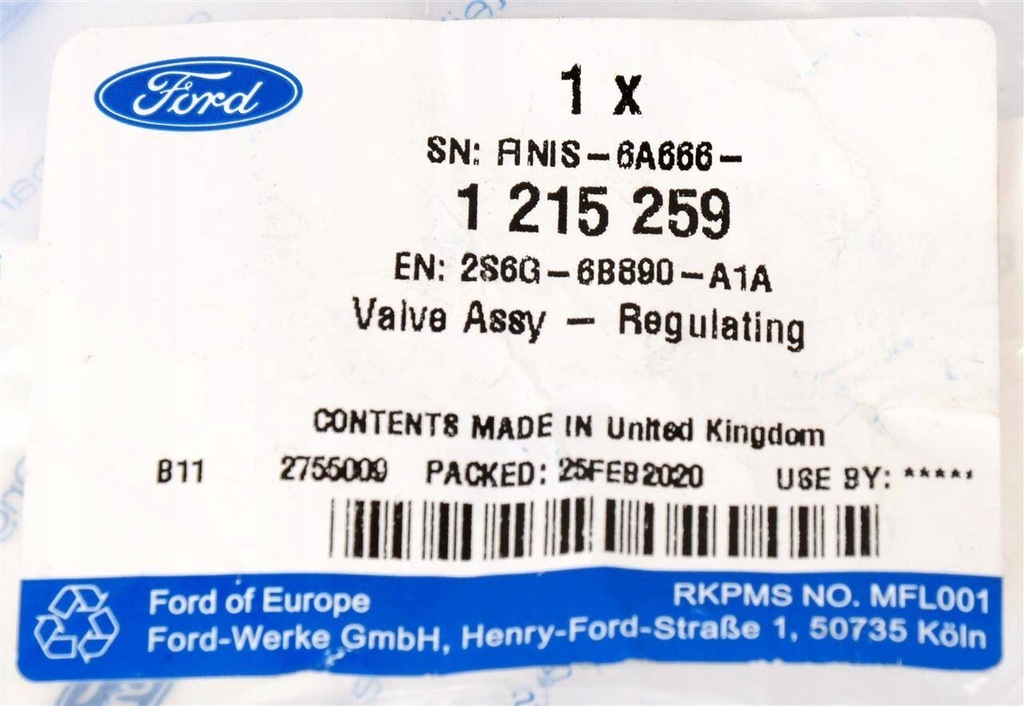 Ford
1 x
SN: FINIS-6A666-
1 215 259
EN: 2S6G-6B890-A1A
Valve Assy - Regulating
CONTENTS MADE IN United Kingdom
B11 2755009 PACKED: 25FEB2020 USE BY: *****
Ford of Europe RKPMS NO. MFL001
Ford-Werke GmbH, Henry-Ford-Straße 1, 50735 Köln